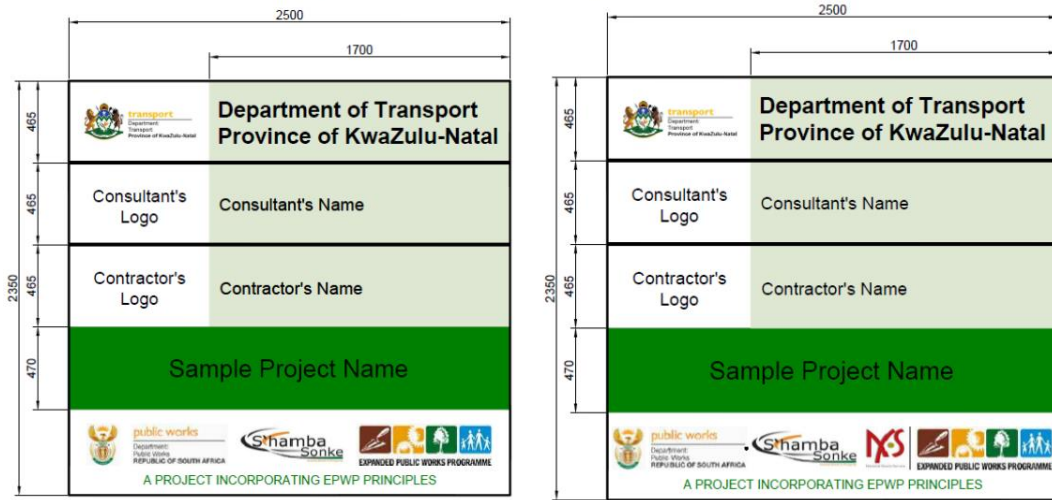 2500
1700
465
transport
Department:
Transport
Province of KwaZulu-Natal
Department of Transport
Province of KwaZulu-Natal
465
Consultant's
Logo
Consultant's Name
2350
465
Contractor's
Logo
Contractor's Name
470
Sample Project Name
public works
Department:
Public Works
REPUBLIC OF SOUTH AFRICA
S'hamba
Sonke
EXPANDED PUBLIC WORKS PROGRAMME
A PROJECT INCORPORATING EPWP PRINCIPLES
2500
1700
465
transport
Department:
Transport
Province of KwaZulu-Natal
Department of Transport
Province of KwaZulu-Natal
465
Consultant's
Logo
Consultant's Name
2350
465
Contractor's
Logo
Contractor's Name
470
Sample Project Name
public works
Department:
Public Works
REPUBLIC OF SOUTH AFRICA
S'hamba
Sonke
NYS
EXPANDED PUBLIC WORKS PROGRAMME
A PROJECT INCORPORATING EPWP PRINCIPLES